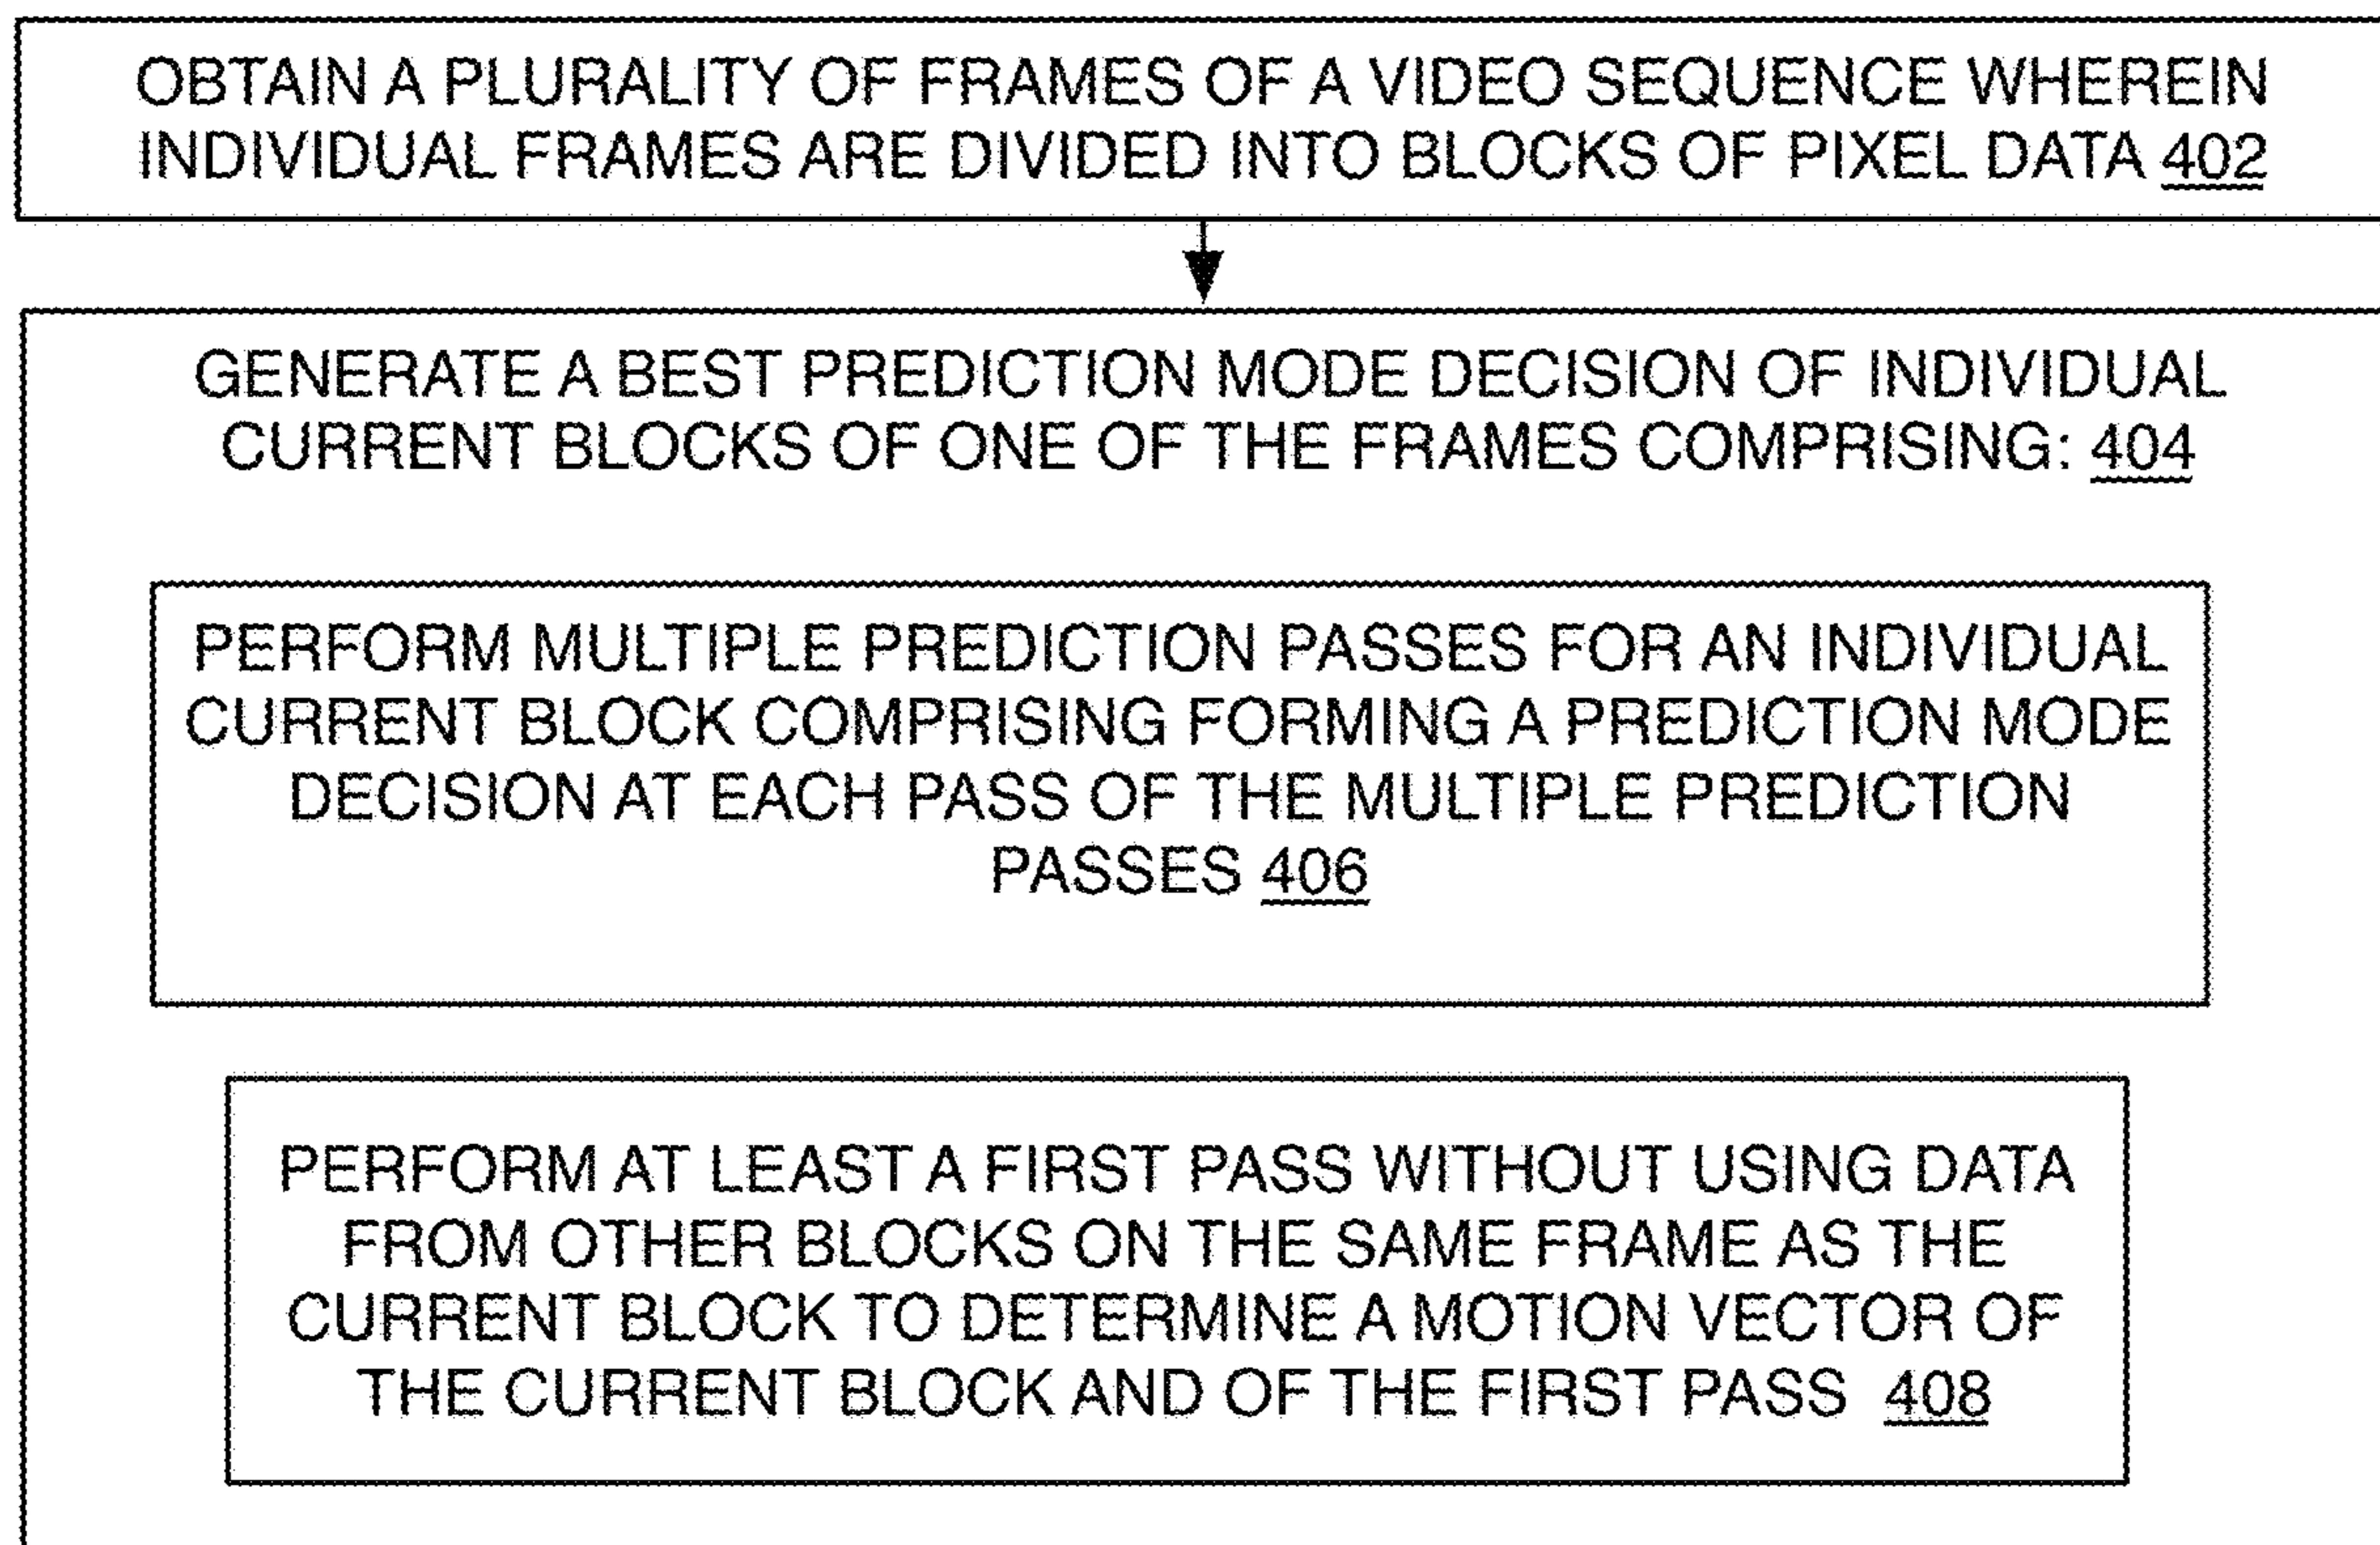 OBTAIN A PLURALITY OF FRAMES OF A VIDEO SEQUENCE WHEREIN
INDIVIDUAL FRAMES ARE DIVIDED INTO BLOCKS OF PIXEL DATA 402
GENERATE A BEST PREDICTION MODE DECISION OF INDIVIDUAL
CURRENT BLOCKS OF ONE OF THE FRAMES COMPRISING: 404
PERFORM MULTIPLE PREDICTION PASSES FOR AN INDIVIDUAL
CURRENT BLOCK COMPRISING FORMING A PREDICTION MODE
DECISION AT EACH PASS OF THE MULTIPLE PREDICTION
PASSES 406
PERFORM AT LEAST A FIRST PASS WITHOUT USING DATA
FROM OTHER BLOCKS ON THE SAME FRAME AS THE
CURRENT BLOCK TO DETERMINE A MOTION VECTOR OF
THE CURRENT BLOCK AND OF THE FIRST PASS 408